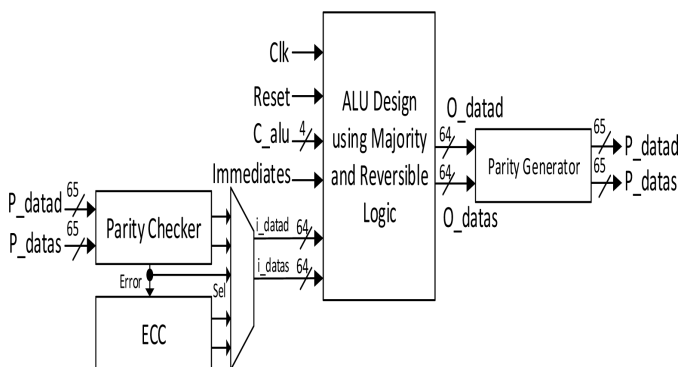 Clk
Reset
C_alu
4
Immediates
ALU Design
using Majority
and Reversible
Logic
O_datad
64
64
O_datas
Parity Generator
65
P_datad
65
P_datas
P_datad
65
P_datas
65
Parity Checker
i_datad
64
i_datas
64
Error
Sel
ECC